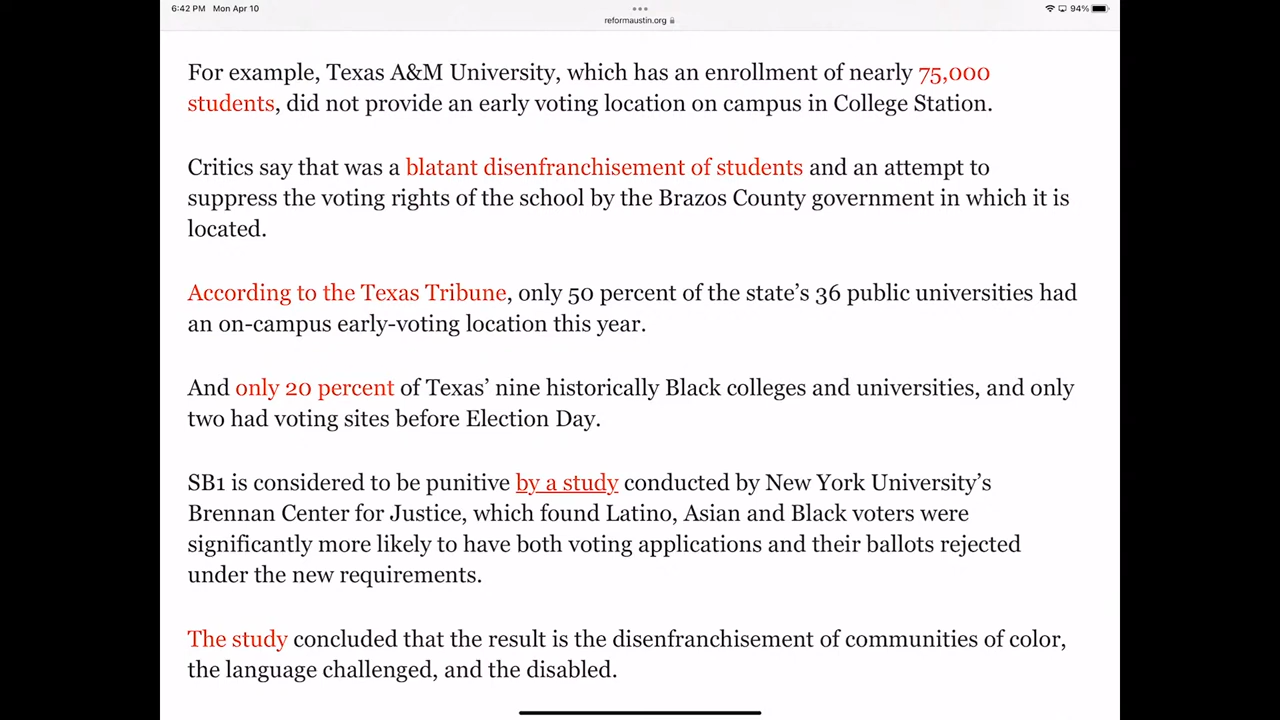 6:42 PM Mon Apr 10
94%
reformaustin.org
For example, Texas A&M University, which has an enrollment of nearly 75,000
students, did not provide an early voting location on campus in College Station.
Critics say that was a blatant disenfranchisement of students and an attempt to
suppress the voting rights of the school by the Brazos County government in which it is
located.
According to the Texas Tribune, only 50 percent of the state’s 36 public universities had
an on-campus early-voting location this year.
And only 20 percent of Texas’ nine historically Black colleges and universities, and only
two had voting sites before Election Day.
SB1 is considered to be punitive by a study conducted by New York University’s
Brennan Center for Justice, which found Latino, Asian and Black voters were
significantly more likely to have both voting applications and their ballots rejected
under the new requirements.
The study concluded that the result is the disenfranchisement of communities of color,
the language challenged, and the disabled.